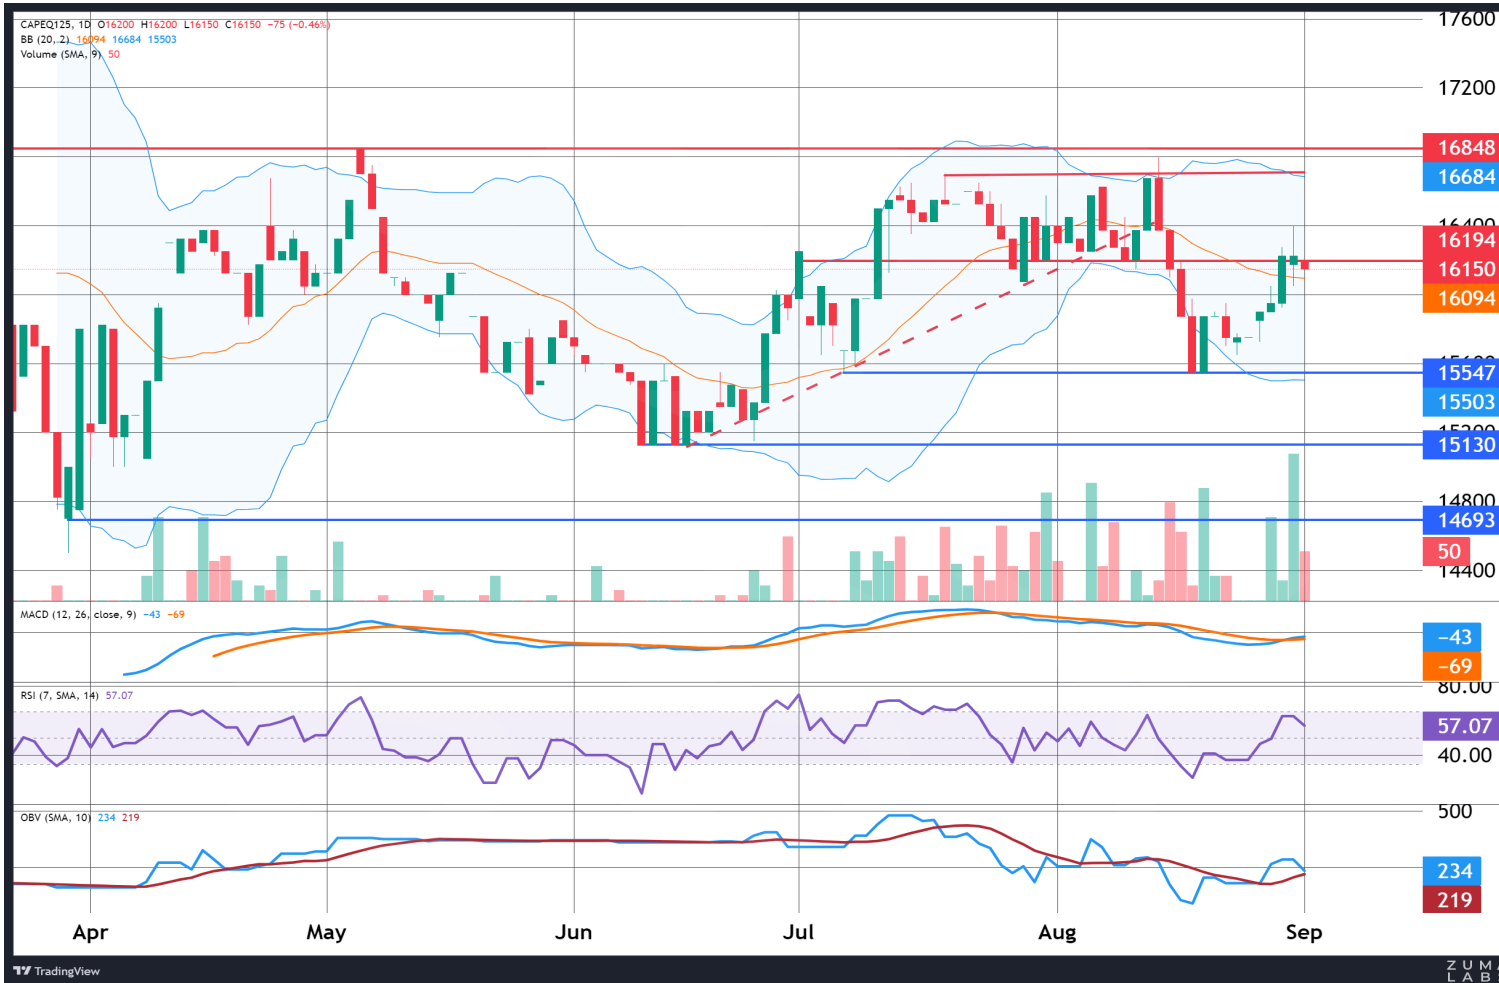 CAPEQ125, 1D O16200 H16200 L16150 C16150 −75 (−0.46%)
BB (20, 2) 16094 16684 15503
Volume (SMA, 9) 50
17600
17200
16848
16684
16400
16194
16150
16094
15600
15547
15503
15200
15130
14800
14693
50
14400
MACD (12, 26, close, 9) −43 −69
−43
−69
RSI (7, SMA, 14) 57.07
80.00
57.07
40.00
OBV (SMA, 10) 234 219
500
234
219
Apr May Jun Jul Aug Sep
TradingView
ZUM
LAB